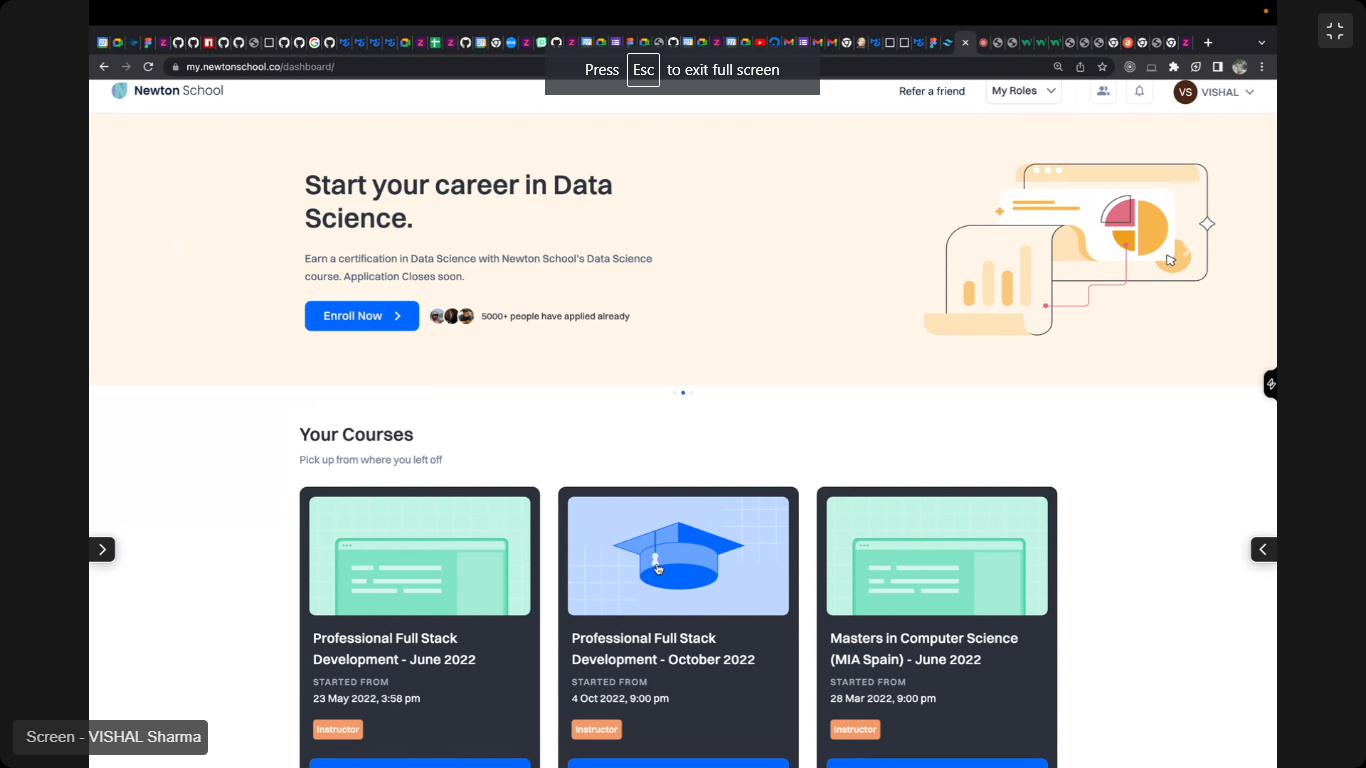 my.newtonschool.co/dashboard/
Press Esc to exit full screen
Newton School
Refer a friend
My Roles
VS
VISHAL
Start your career in Data
Science.
Earn a certification in Data Science with Newton School's Data Science
course. Application Closes soon.
Enroll Now
5000+ people have applied already
Your Courses
Pick up from where you left off
Professional Full Stack
Development - June 2022
STARTED FROM
23 May 2022, 3:58 pm
Instructor
Professional Full Stack
Development - October 2022
STARTED FROM
4 Oct 2022, 9:00 pm
Instructor
Masters in Computer Science
(MIA Spain) - June 2022
STARTED FROM
28 Mar 2022, 9:00 pm
Instructor
Screen - VISHAL Sharma